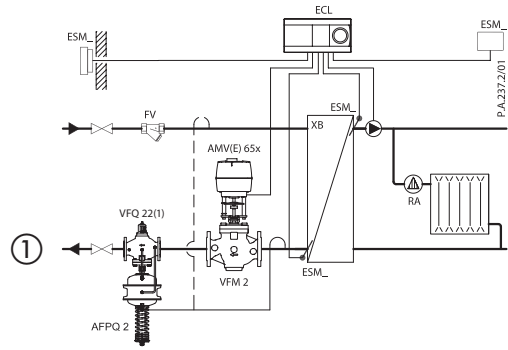 ECL
ESM_
ESM_
P.A.237.2/01
FV
ESM_
XB
AMV(E) 65x
RA
VFQ 22(1)
1
ESM_
VFM 2
AFPQ 2